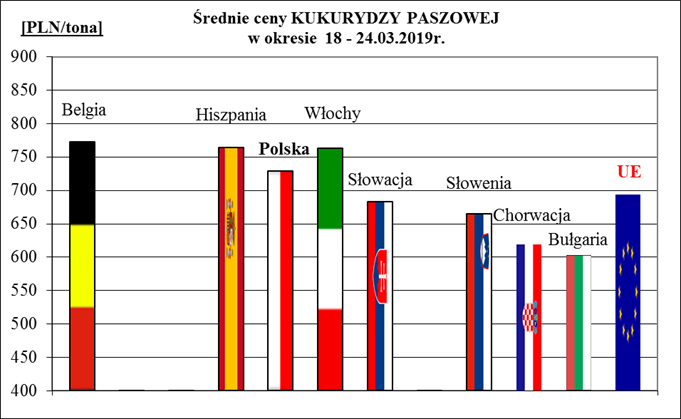 Średnie ceny KUKURYDZY PASZOWEJ
w okresie 18 - 24.03.2019r.
[PLN/tona]
900
850
800
750
700
650
600
550
500
450
400
Belgia
Hiszpania
Polska
Włochy
Słowacja
Słowenia
Chorwacja
Bułgaria
UE